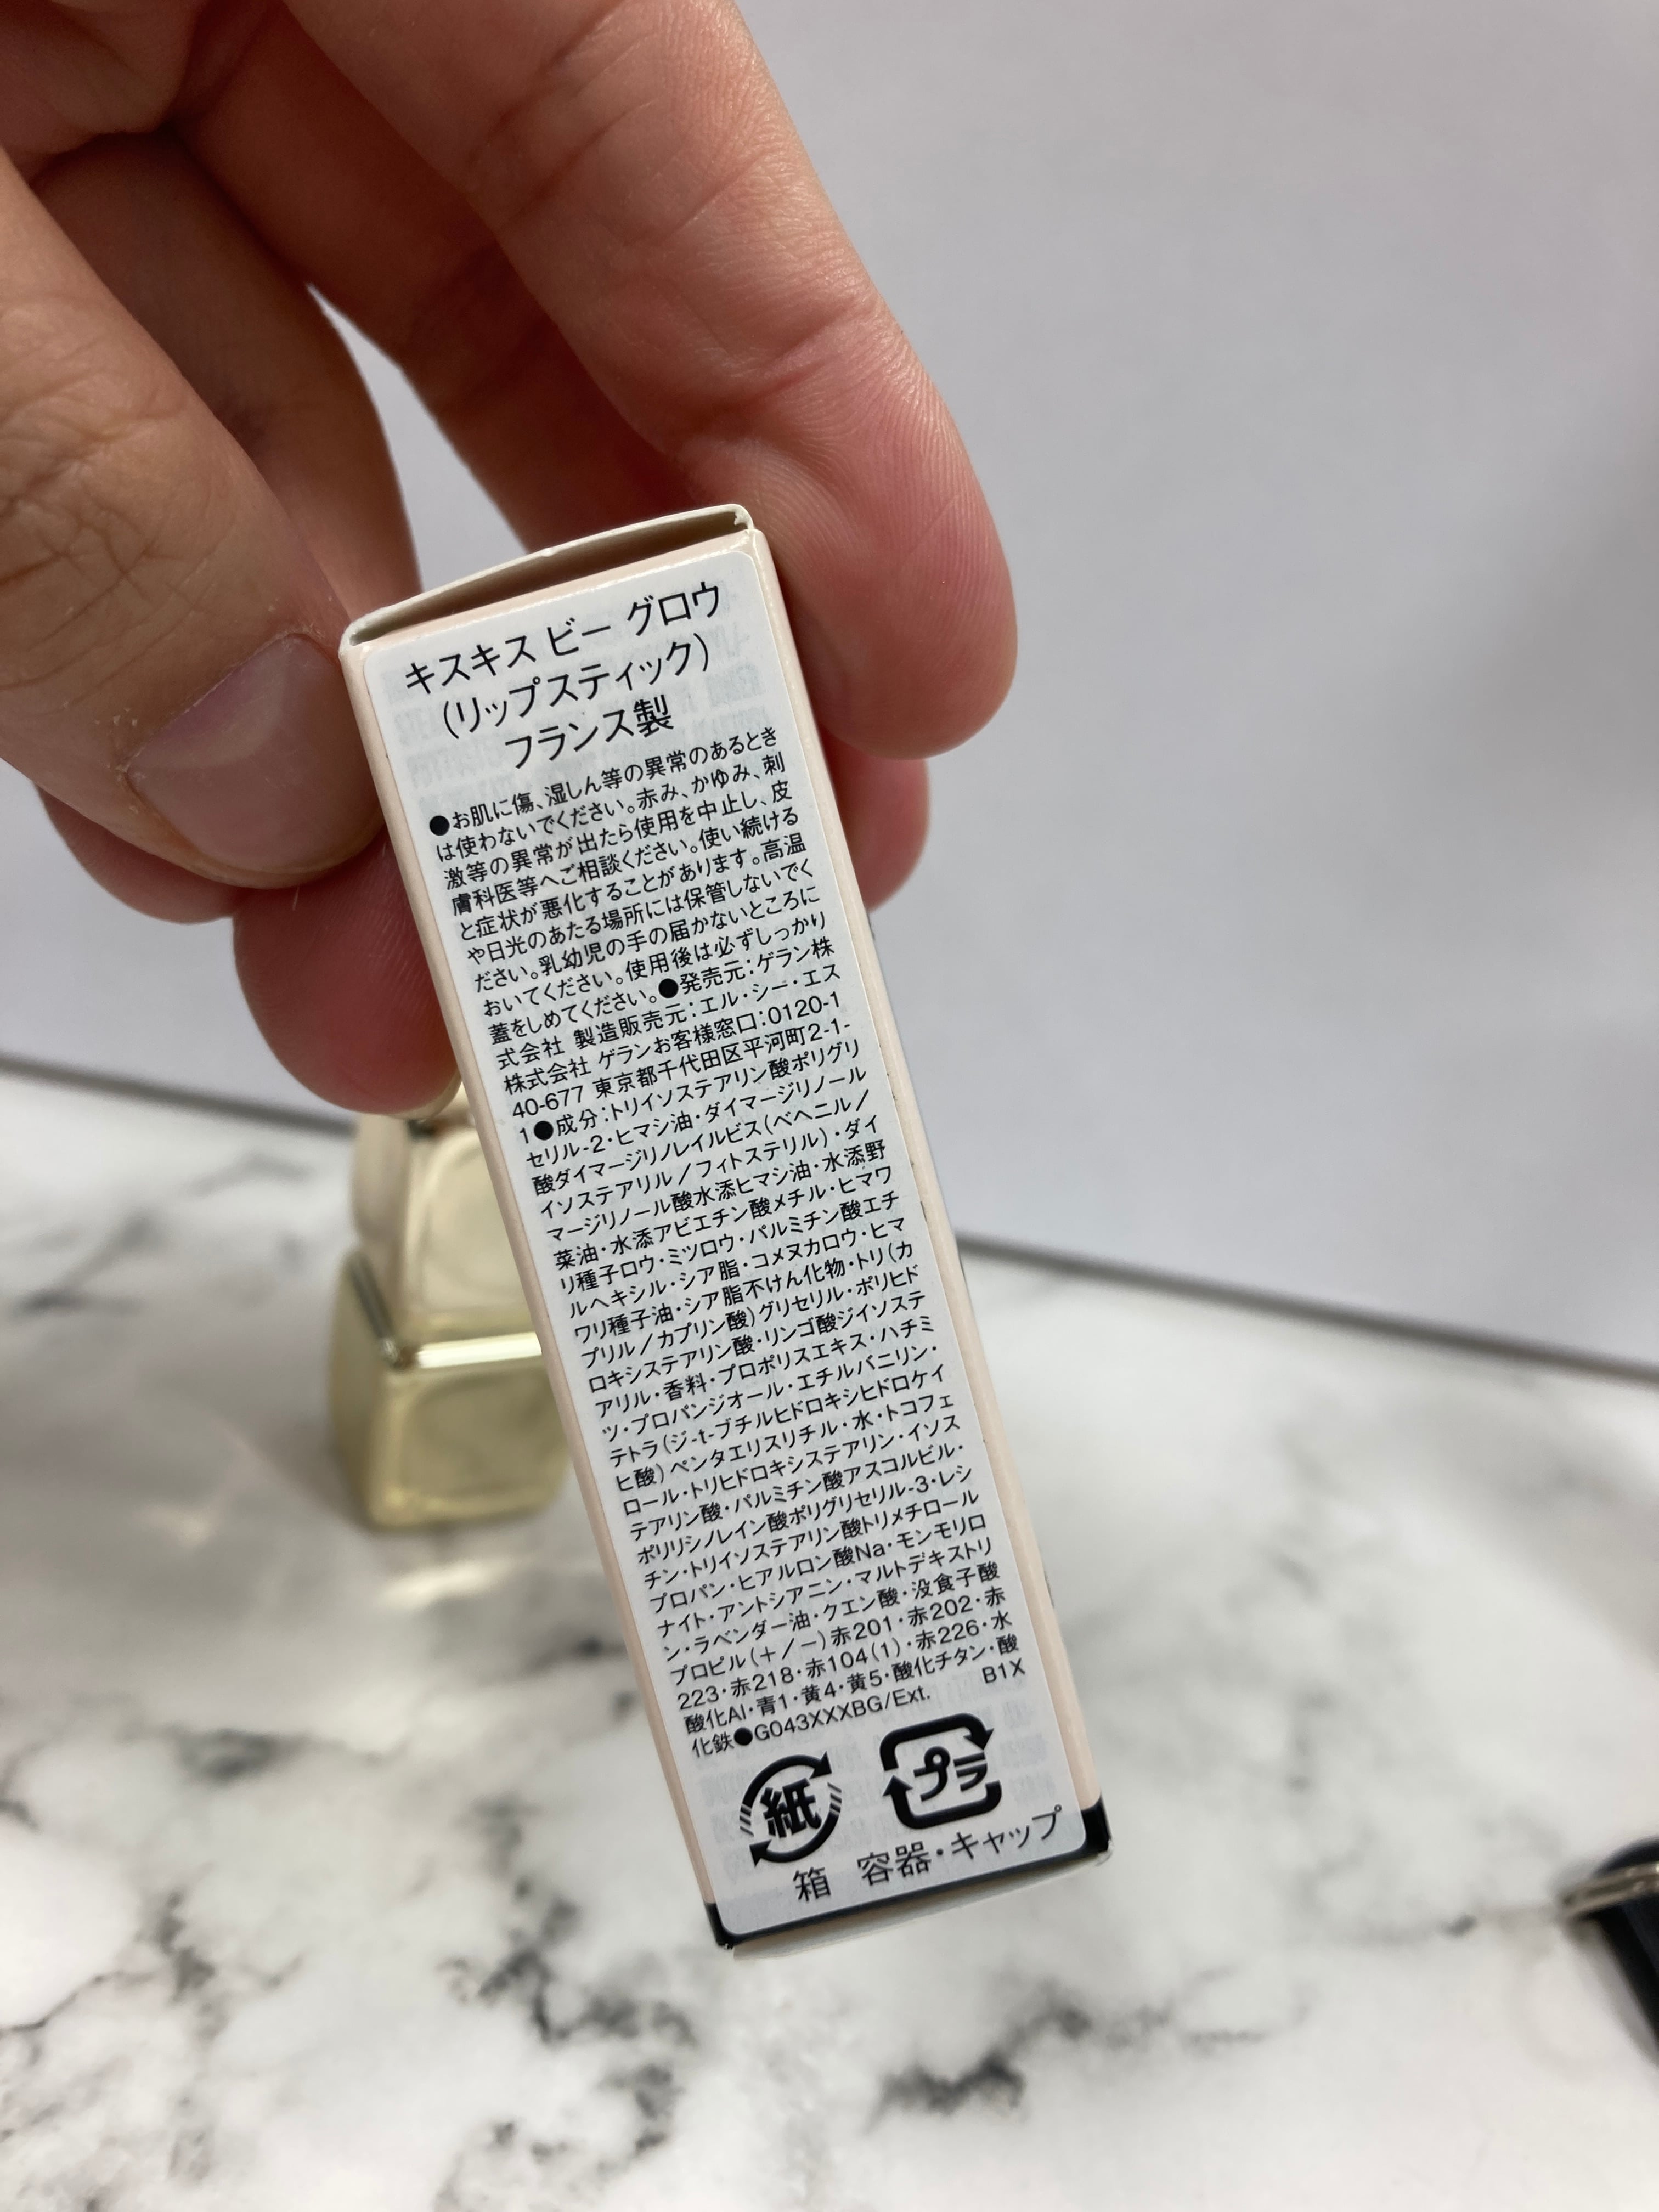 キスキス ビー グロウ
(リップスティック)
フランス製
●お肌に傷、湿しん等の異常のあるとき
は使わないでください。赤み、かゆみ、刺
激等の異常が出たら使用を中止し、皮
膚科医等へご相談ください。使い続ける
と症状が悪化することがあります。高温
や日光のあたる場所には保管しないでく
ださい。乳幼児の手の届かないところに
おいてください。使用後は必ずしっかり
蓋をしめてください。●発売元:ゲラン株
式会社 製造販売元:エル・シー・エス
株式会社 ゲランお客様窓口:0120-1
40-677 東京都千代田区平河町2-1-
1●成分:トリイソステアリン酸ポリグリ
セリル-2・ヒマシ油・ダイマージリノール
酸ダイマージリノレイルビス(ベヘニル/
イソステアリル/フィトステリル)・ダイ
マージリノール酸水添ヒマシ油・水添野
菜油・水添アビエチン酸メチル・ヒマワ
リ種子ロウ・ミツロウ・パルミチン酸エチ
ルヘキシル・シア脂・コメヌカロウ・ヒマ
ワリ種子油・シア脂不けん化物・トリ(カ
プリル/カプリン酸)グリセリル・ポリヒド
ロキシステアリン酸・リンゴ酸ジイソステ
アリル・香料・プロポリスエキス・ハチミ
ツ・プロパンジオール・エチルバニリン・
テトラ(ジ-t-ブチルヒドロキシヒドロケイ
ヒ酸)ペンタエリスリチル・水・トコフェ
ロール・トリヒドロキシステアリン・イソス
テアリン酸・パルミチン酸アスコルビル・
ポリリシノレイン酸ポリグリセリル-3・レシ
チン・トリイソステアリン酸トリメチロール
プロパン・ヒアルロン酸Na・モンモリロ
ナイト・アントシアニン・マルトデキストリ
ン・ラベンダー油・クエン酸・没食子酸
プロピル(+/-)赤201・赤202・赤
223・赤218・赤104(1)・赤226・水
酸化Al・青1・黄4・黄5・酸化チタン・酸
化鉄●G043XXXBG/Ext. B1X
紙 プラ
箱 容器・キャップ